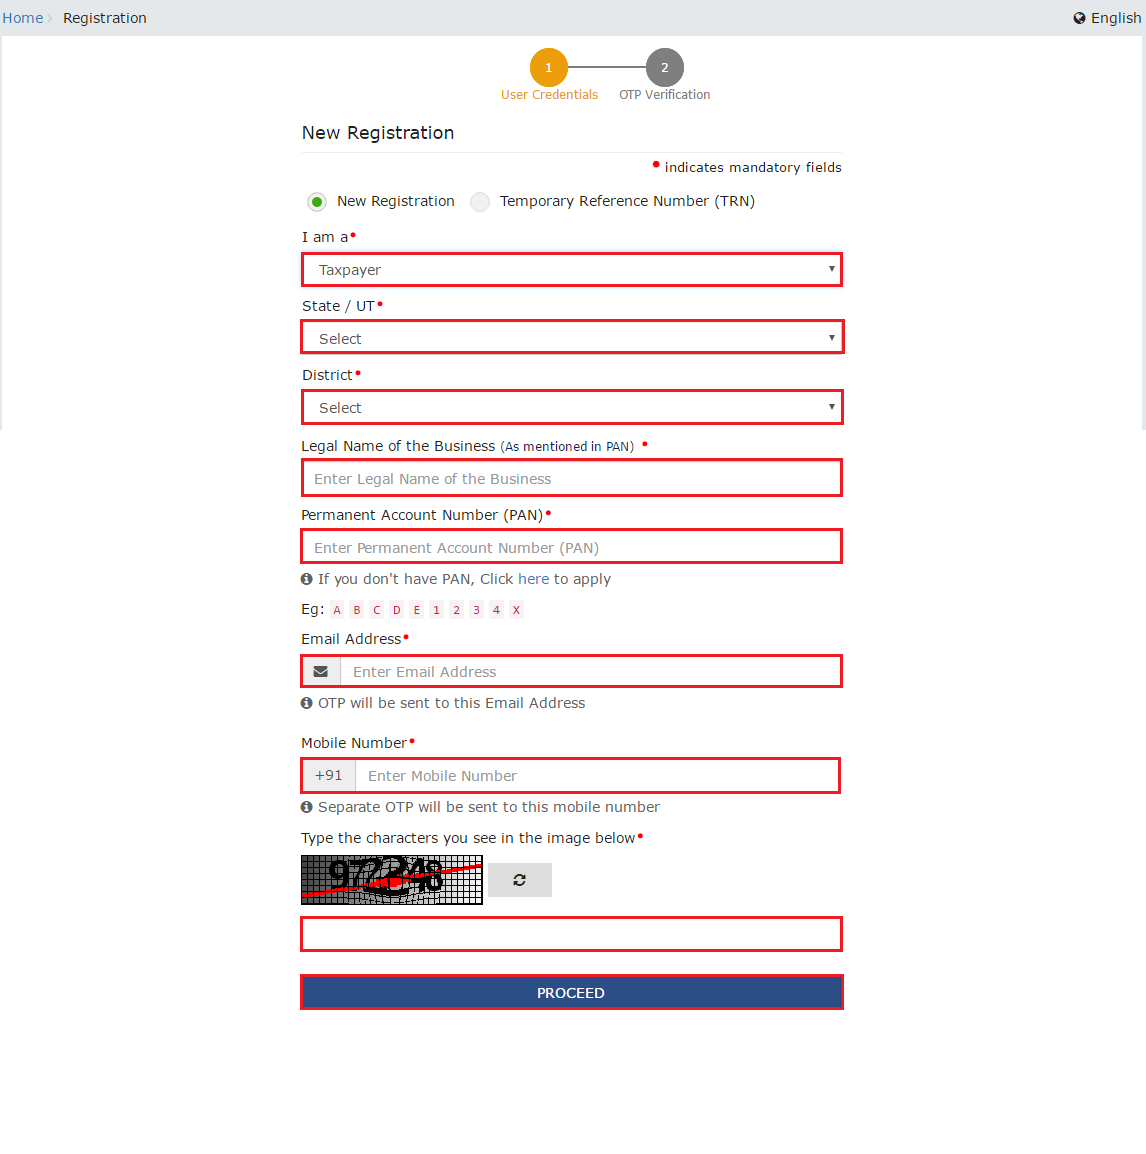 Home › Registration English
1 2
User Credentials OTP Verification
New Registration
• indicates mandatory fields
New Registration Temporary Reference Number (TRN)
I am a•
Taxpayer
State / UT•
Select
District•
Select
Legal Name of the Business (As mentioned in PAN) •
Enter Legal Name of the Business
Permanent Account Number (PAN)•
Enter Permanent Account Number (PAN)
If you don't have PAN, Click here to apply
Eg: A B C D E 1 2 3 4 X
Email Address•
Enter Email Address
OTP will be sent to this Email Address
Mobile Number•
+91 Enter Mobile Number
Separate OTP will be sent to this mobile number
Type the characters you see in the image below•
PROCEED